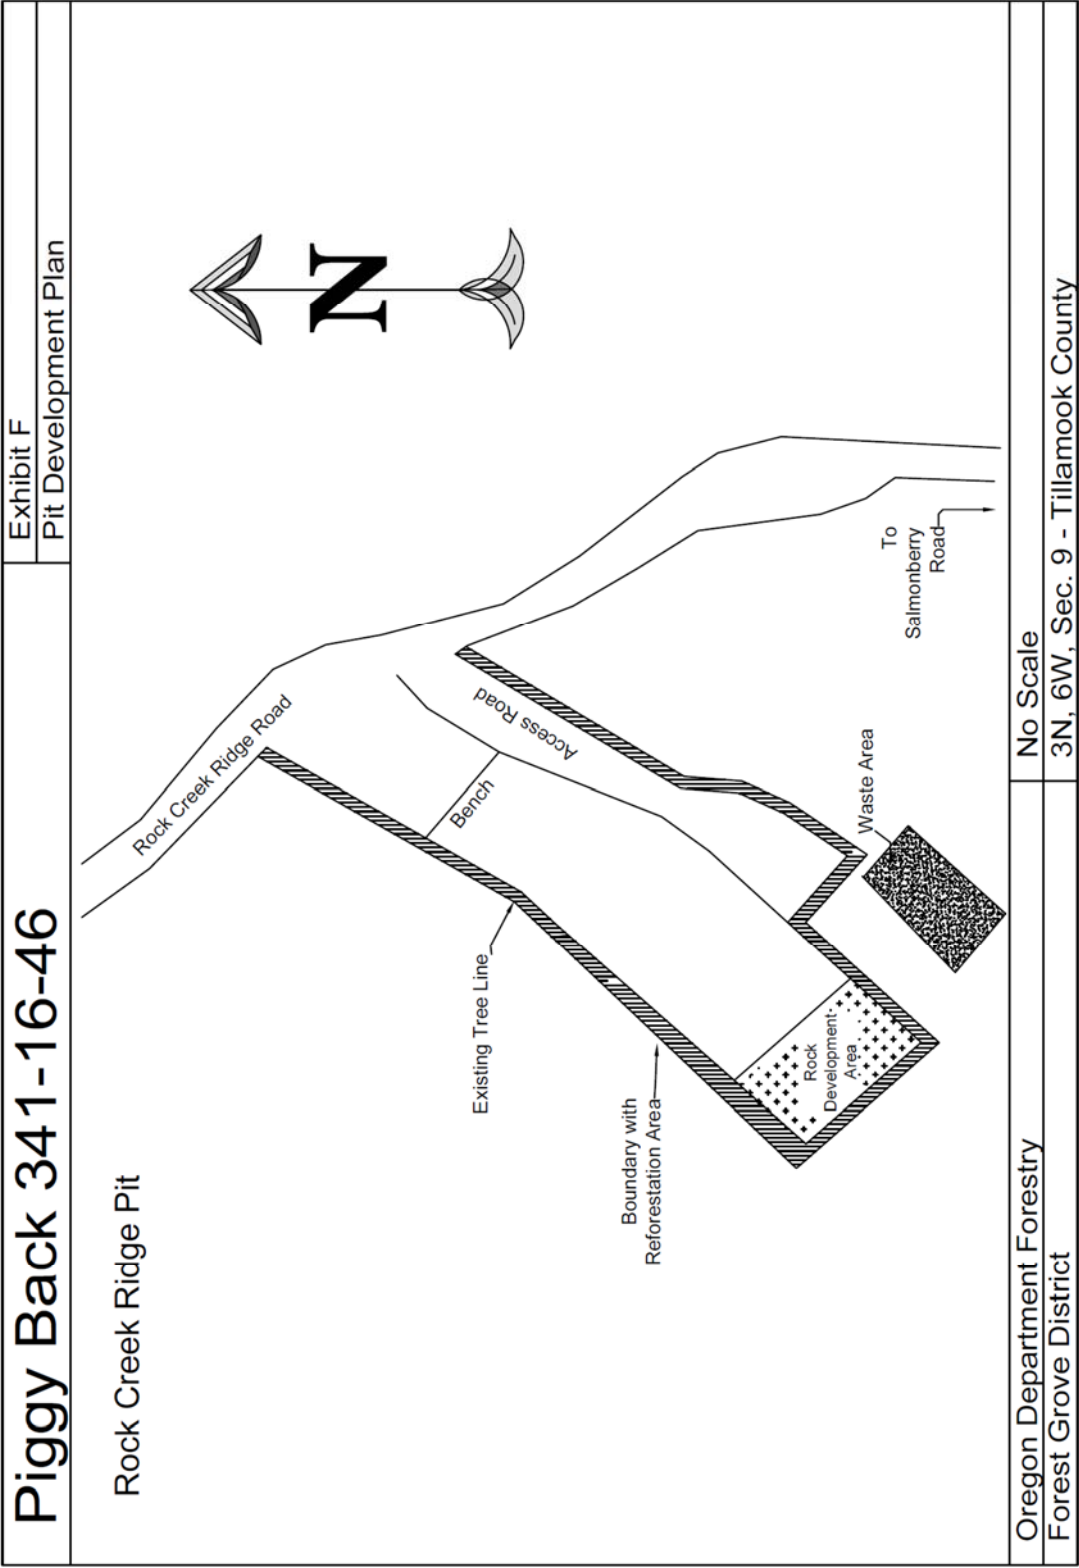 Piggy Back 341-16-46
Exhibit F
Pit Development Plan
Rock Creek Ridge Pit
Rock Creek Ridge Road
N
Access Road
Bench
Existing Tree Line
Boundary with
Reforestation Area
Rock
Development
Area
Waste Area
To
Salmonberry
Road
Oregon Department Forestry
No Scale
Forest Grove District
3N, 6W, Sec. 9 - Tillamook County